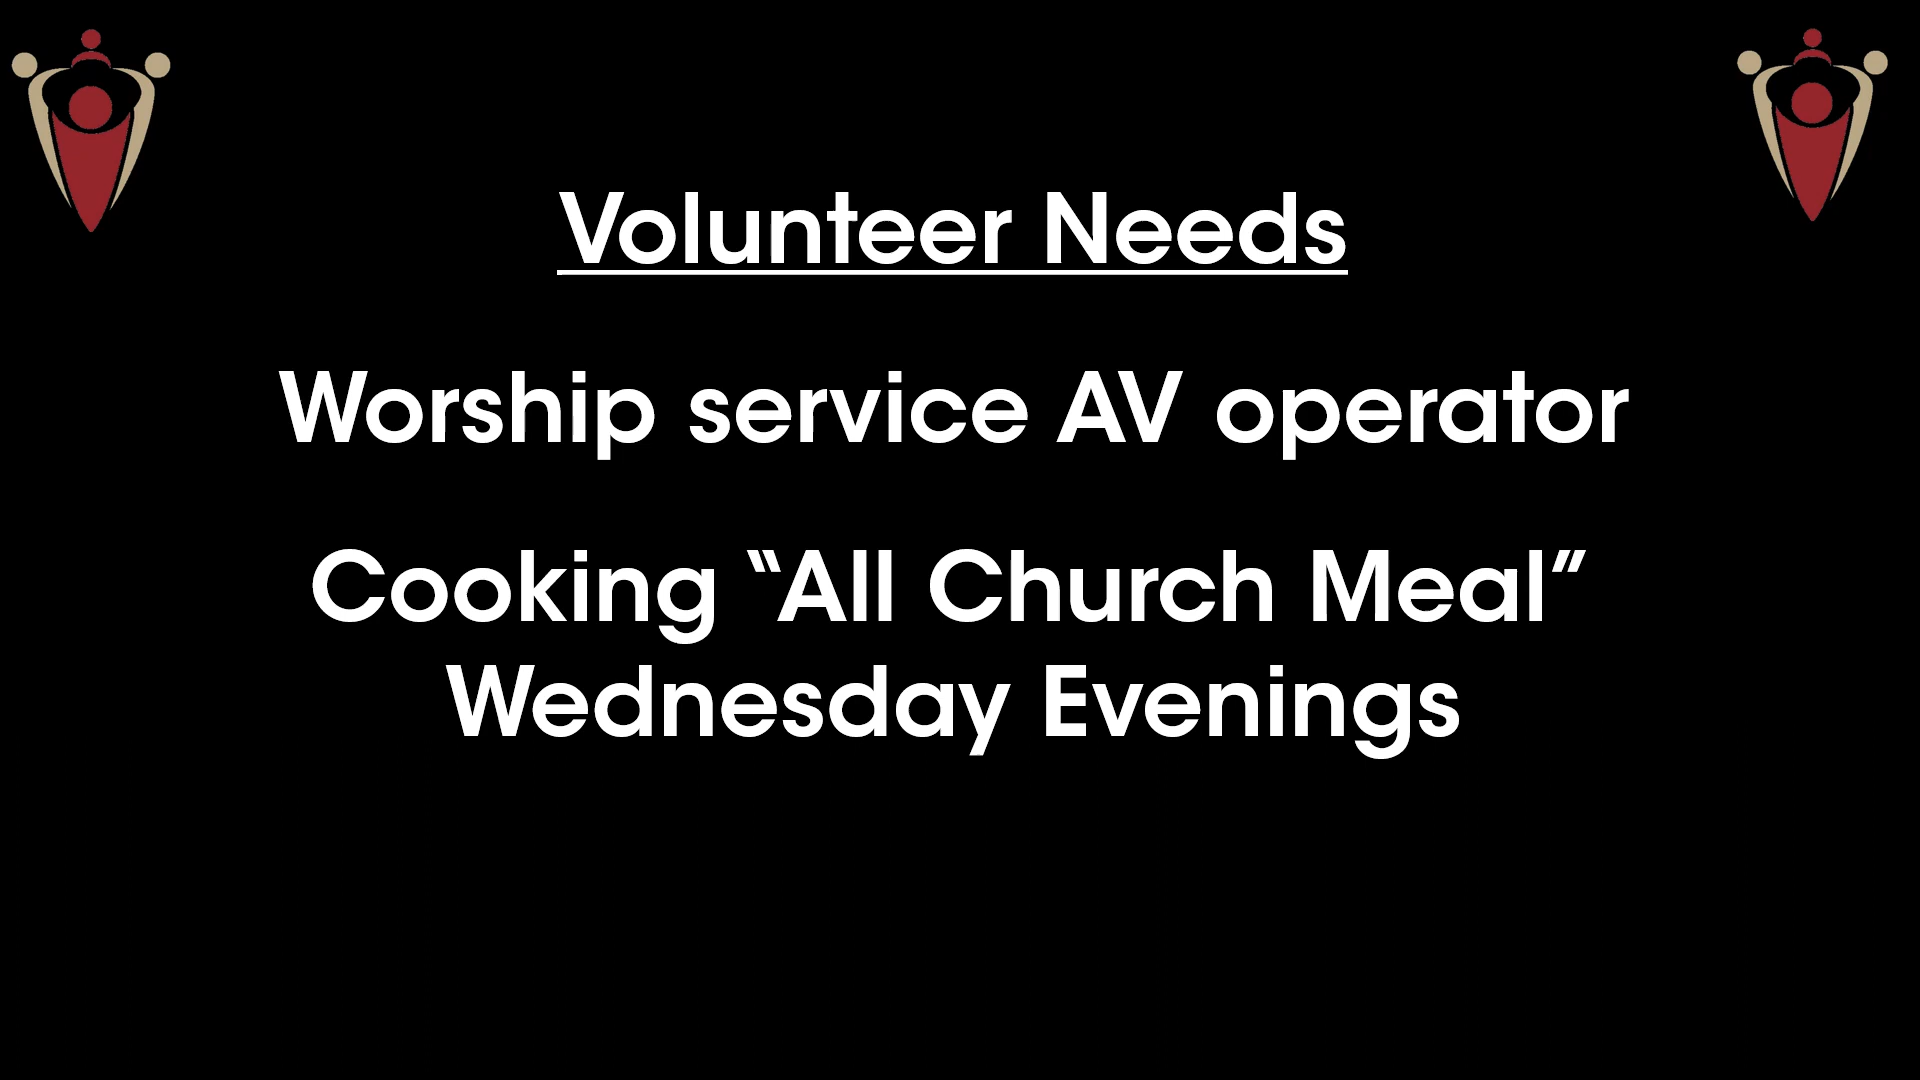 Volunteer Needs
Worship service AV operator
Cooking “All Church Meal”
Wednesday Evenings